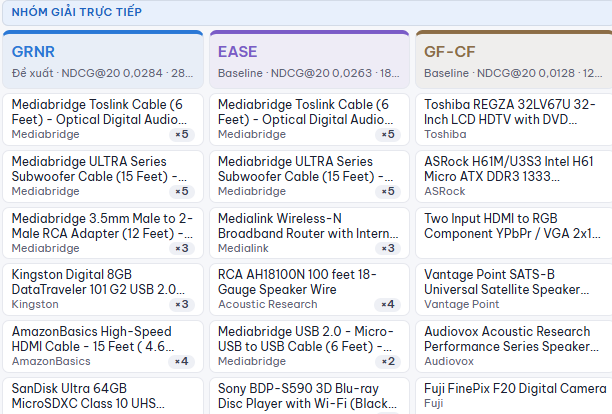 NHÓM GIẢI TRỰC TIẾP
GRNR
Đề xuất · NDCG@20 0,0284 · 28...
Mediabridge Toslink Cable (6
Feet) - Optical Digital Audio...
Mediabridge
×5
Mediabridge ULTRA Series
Subwoofer Cable (15 Feet) -...
Mediabridge
×5
Mediabridge 3.5mm Male to 2-
Male RCA Adapter (12 Feet) -...
Mediabridge
×3
Kingston Digital 8GB
DataTraveler 101 G2 USB 2.0...
Kingston
×3
AmazonBasics High-Speed
HDMI Cable - 15 Feet ( 4.6...
AmazonBasics
×4
SanDisk Ultra 64GB
MicroSDXC Class 10 UHS...
EASE
Baseline · NDCG@20 0,0263 · 18...
Mediabridge Toslink Cable (6
Feet) - Optical Digital Audio...
Mediabridge
×5
Mediabridge ULTRA Series
Subwoofer Cable (15 Feet) -...
Mediabridge
×5
Medialink Wireless-N
Broadband Router with Intern...
Medialink
×3
RCA AH18100N 100 feet 18-
Gauge Speaker Wire
Acoustic Research
×4
Mediabridge USB 2.0 - Micro-
USB to USB Cable (6 Feet) -...
Mediabridge
×2
Sony BDP-S590 3D Blu-ray
Disc Player with Wi-Fi (Black...
GF-CF
Baseline · NDCG@20 0,0128 · 12...
Toshiba REGZA 32LV67U 32-
Inch LCD HDTV with DVD...
Toshiba
ASRock H61M/U3S3 Intel H61
Micro ATX DDR3 1333...
ASRock
Two Input HDMI to RGB
Component YPbPr / VGA 2x1...
Vantage Point SATS-B
Universal Satellite Speaker...
Vantage Point
Audiovox Acoustic Research
Performance Series Speaker...
Audiovox
Fuji FinePix F20 Digital Camera
Fuji